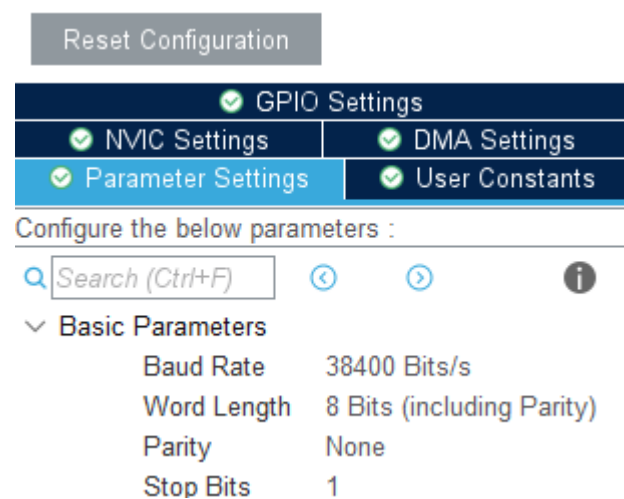 Reset Configuration
GPIO Settings
NVIC Settings DMA Settings
Parameter Settings User Constants
Configure the below parameters :
Search (Ctrl+F)
Basic Parameters
Baud Rate 38400 Bits/s
Word Length 8 Bits (including Parity)
Parity None
Stop Bits 1